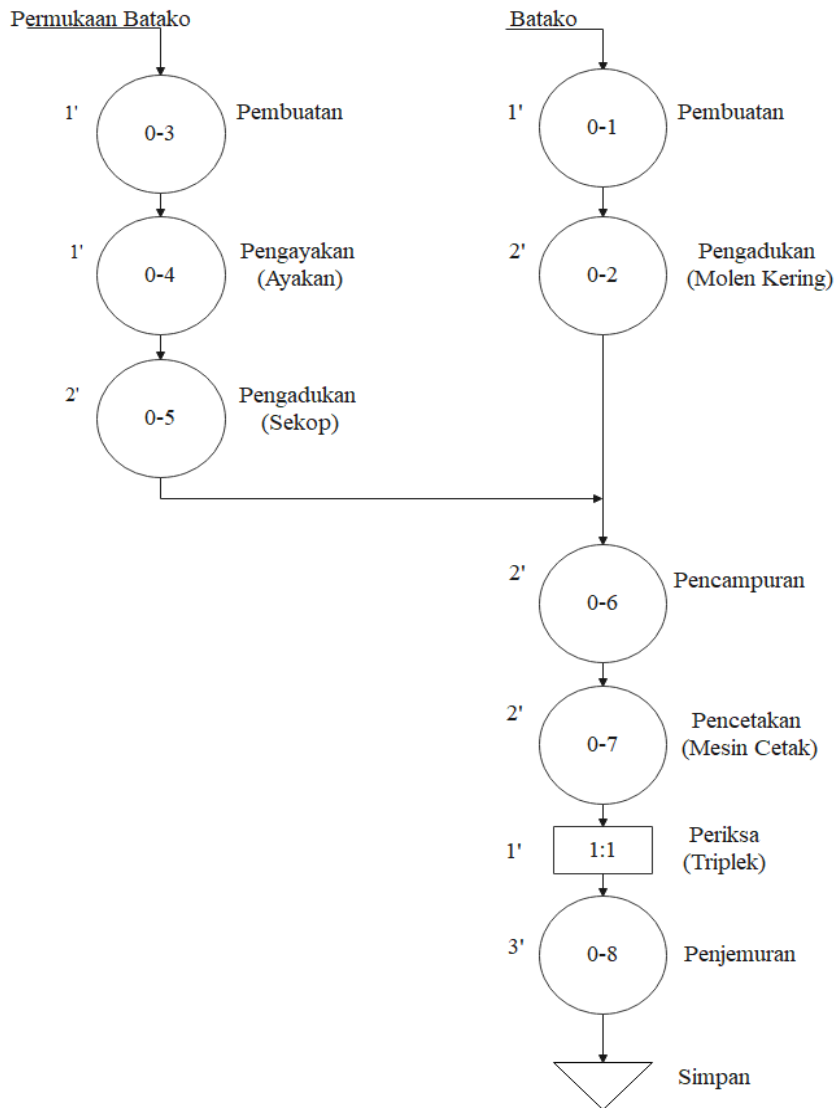 Permukaan Batako
1'
0-3
Pembuatan
1'
0-4
Pengayakan
(Ayakan)
2'
0-5
Pengadukan
(Sekop)
Batako
1'
0-1
Pembuatan
2'
0-2
Pengadukan
(Molen Kering)
2'
0-6
Pencampuran
2'
0-7
Pencetakan
(Mesin Cetak)
1'
1:1
Periksa
(Triplek)
3'
0-8
Penjemuran
Simpan